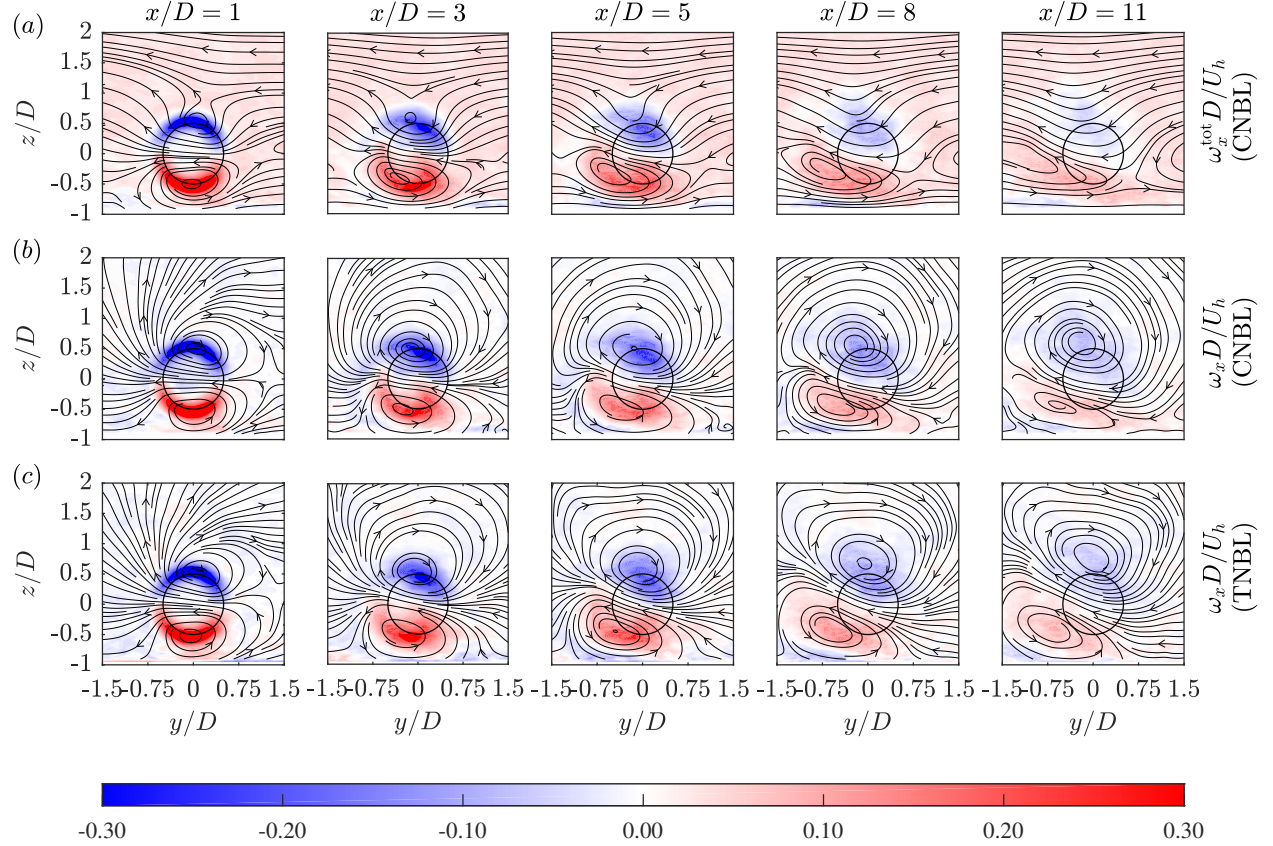 x/D = 1 x/D = 3 x/D = 5 x/D = 8 x/D = 11
(a)
2
1.5
1
0.5
0
-0.5
-1
z/D
ω_x^tot D/U_h
(CNBL)
(b)
2
1.5
1
0.5
0
-0.5
-1
z/D
ω_x D/U_h
(CNBL)
(c)
2
1.5
1
0.5
0
-0.5
-1
z/D
ω_x D/U_h
(TNBL)
-1.5 -0.75 0 0.75 1.5 -1.5 -0.75 0 0.75 1.5 -1.5 -0.75 0 0.75 1.5 -1.5 -0.75 0 0.75 1.5 -1.5 -0.75 0 0.75 1.5
y/D y/D y/D y/D y/D
-0.30 -0.20 -0.10 0.00 0.10 0.20 0.30